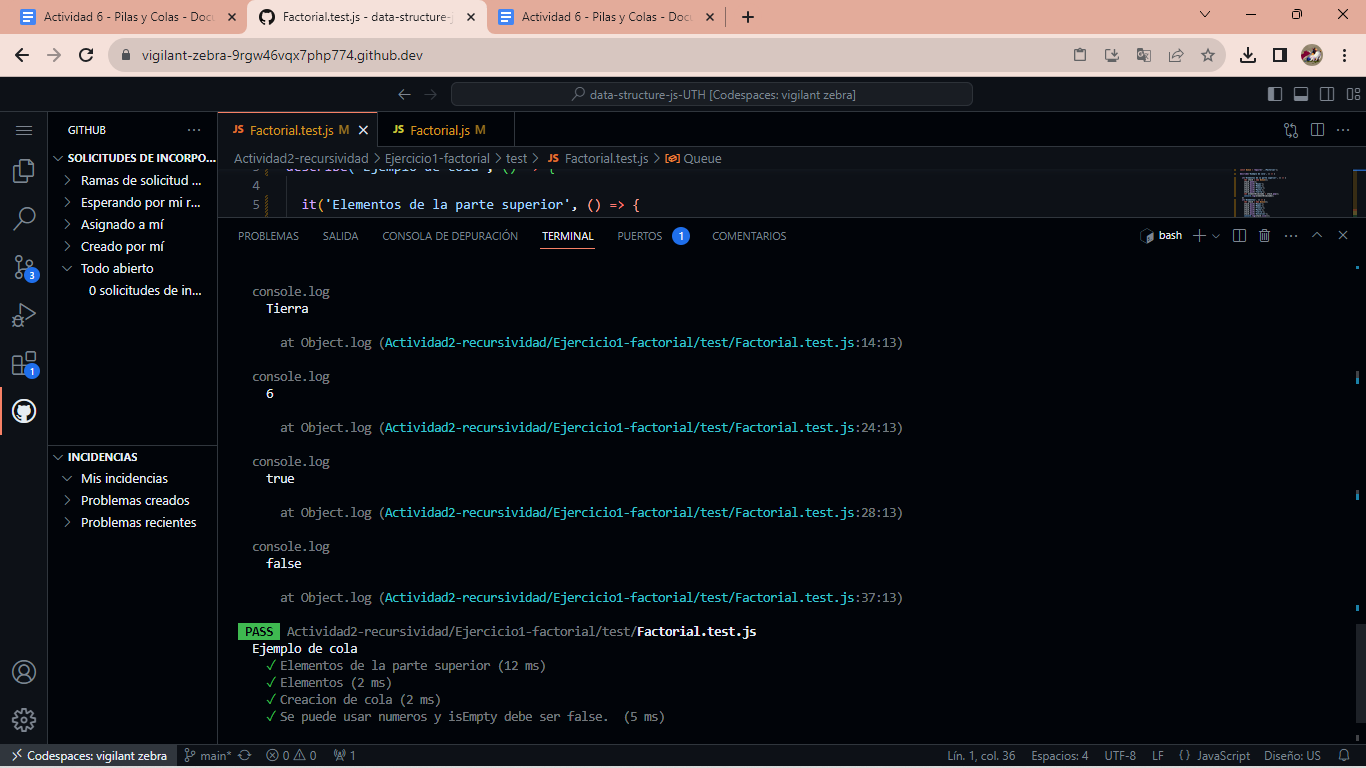 Actividad 6 - Pilas y Colas - Docu
Factorial.test.js - data-structure-j
Actividad 6 - Pilas y Colas - Docu
vigilant-zebra-9rgw46vqx7php774.github.dev
data-structure-js-UTH [Codespaces: vigilant zebra]
GITHUB
SOLICITUDES DE INCORPO...
Ramas de solicitud ...
Esperando por mi r...
Asignado a mí
Creado por mí
Todo abierto
0 solicitudes de in...
INCIDENCIAS
Mis incidencias
Problemas creados
Problemas recientes
3
1
JS Factorial.test.js M
JS Factorial.js M
Actividad2-recursividad > Ejercicio1-factorial > test > JS Factorial.test.js > Queue
3 describe('Ejemplo de cola', () => {
4
5 it('Elementos de la parte superior', () => {
PROBLEMAS SALIDA CONSOLA DE DEPURACIÓN TERMINAL PUERTOS 1 COMENTARIOS
bash
console.log
Tierra
at Object.log (Actividad2-recursividad/Ejercicio1-factorial/test/Factorial.test.js:14:13)
console.log
6
at Object.log (Actividad2-recursividad/Ejercicio1-factorial/test/Factorial.test.js:24:13)
console.log
true
at Object.log (Actividad2-recursividad/Ejercicio1-factorial/test/Factorial.test.js:28:13)
console.log
false
at Object.log (Actividad2-recursividad/Ejercicio1-factorial/test/Factorial.test.js:37:13)
PASS Actividad2-recursividad/Ejercicio1-factorial/test/Factorial.test.js
Ejemplo de cola
✓ Elementos de la parte superior (12 ms)
✓ Elementos (2 ms)
✓ Creacion de cola (2 ms)
✓ Se puede usar numeros y isEmpty debe ser false. (5 ms)
Codespaces: vigilant zebra main* 0 0 1 Lín. 1, col. 36 Espacios: 4 UTF-8 LF {} JavaScript Diseño: US